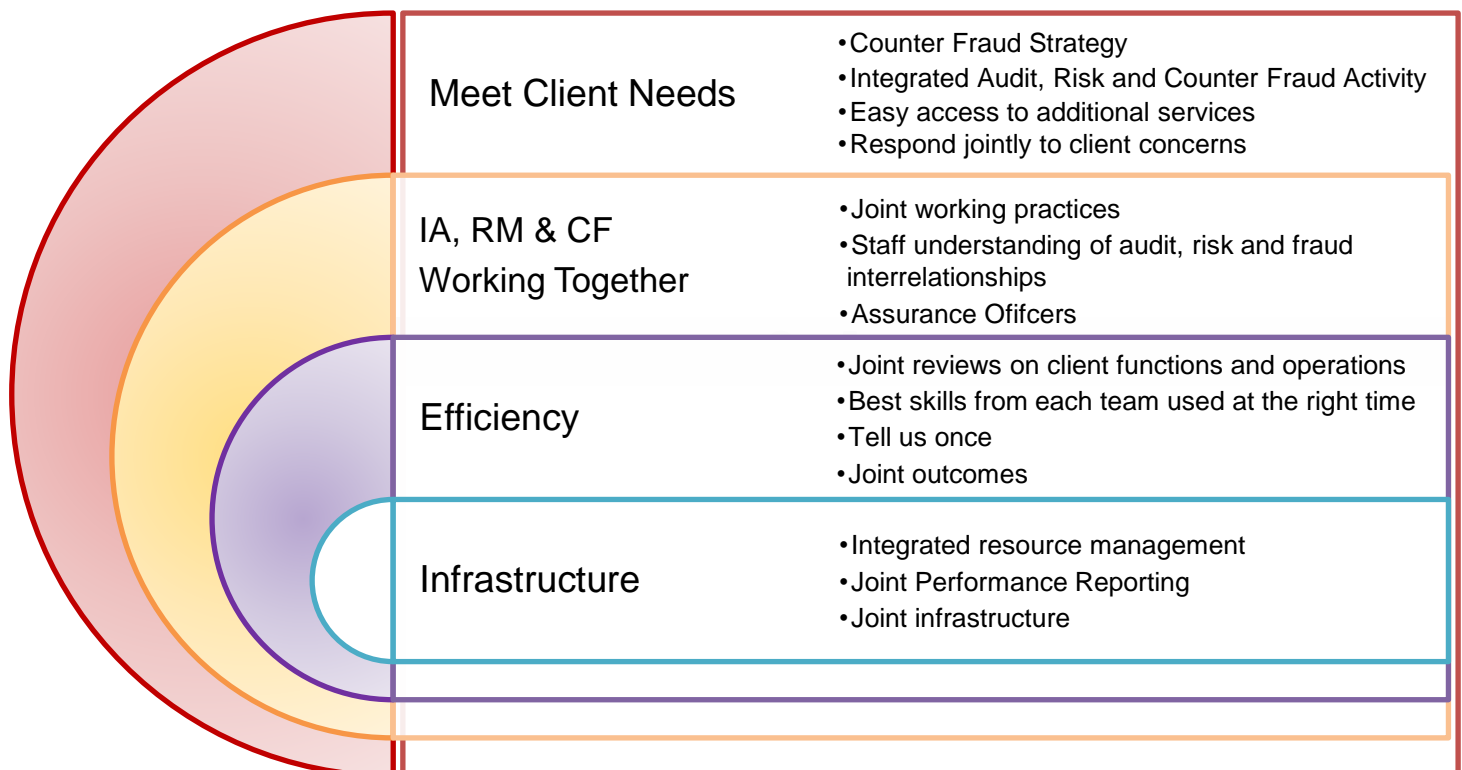 Meet Client Needs
•Counter Fraud Strategy
•Integrated Audit, Risk and Counter Fraud Activity
•Easy access to additional services
•Respond jointly to client concerns
IA, RM & CF
Working Together
•Joint working practices
•Staff understanding of audit, risk and fraud
interrelationships
•Assurance Ofifcers
Efficiency
•Joint reviews on client functions and operations
•Best skills from each team used at the right time
•Tell us once
•Joint outcomes
Infrastructure
•Integrated resource management
•Joint Performance Reporting
•Joint infrastructure